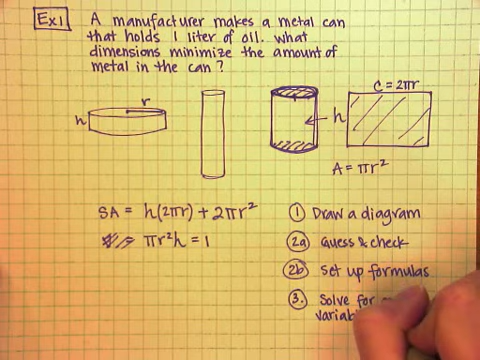 Ex1 A manufacturer makes a metal can
that holds 1 liter of oil. What
dimensions minimize the amount of
metal in the can?
C = 2πr
r
h
h
A = πr²
SA = h(2πr) + 2πr²
πr²h = 1
1 Draw a diagram
2a Guess & check
2b Set up formulas
3. Solve for